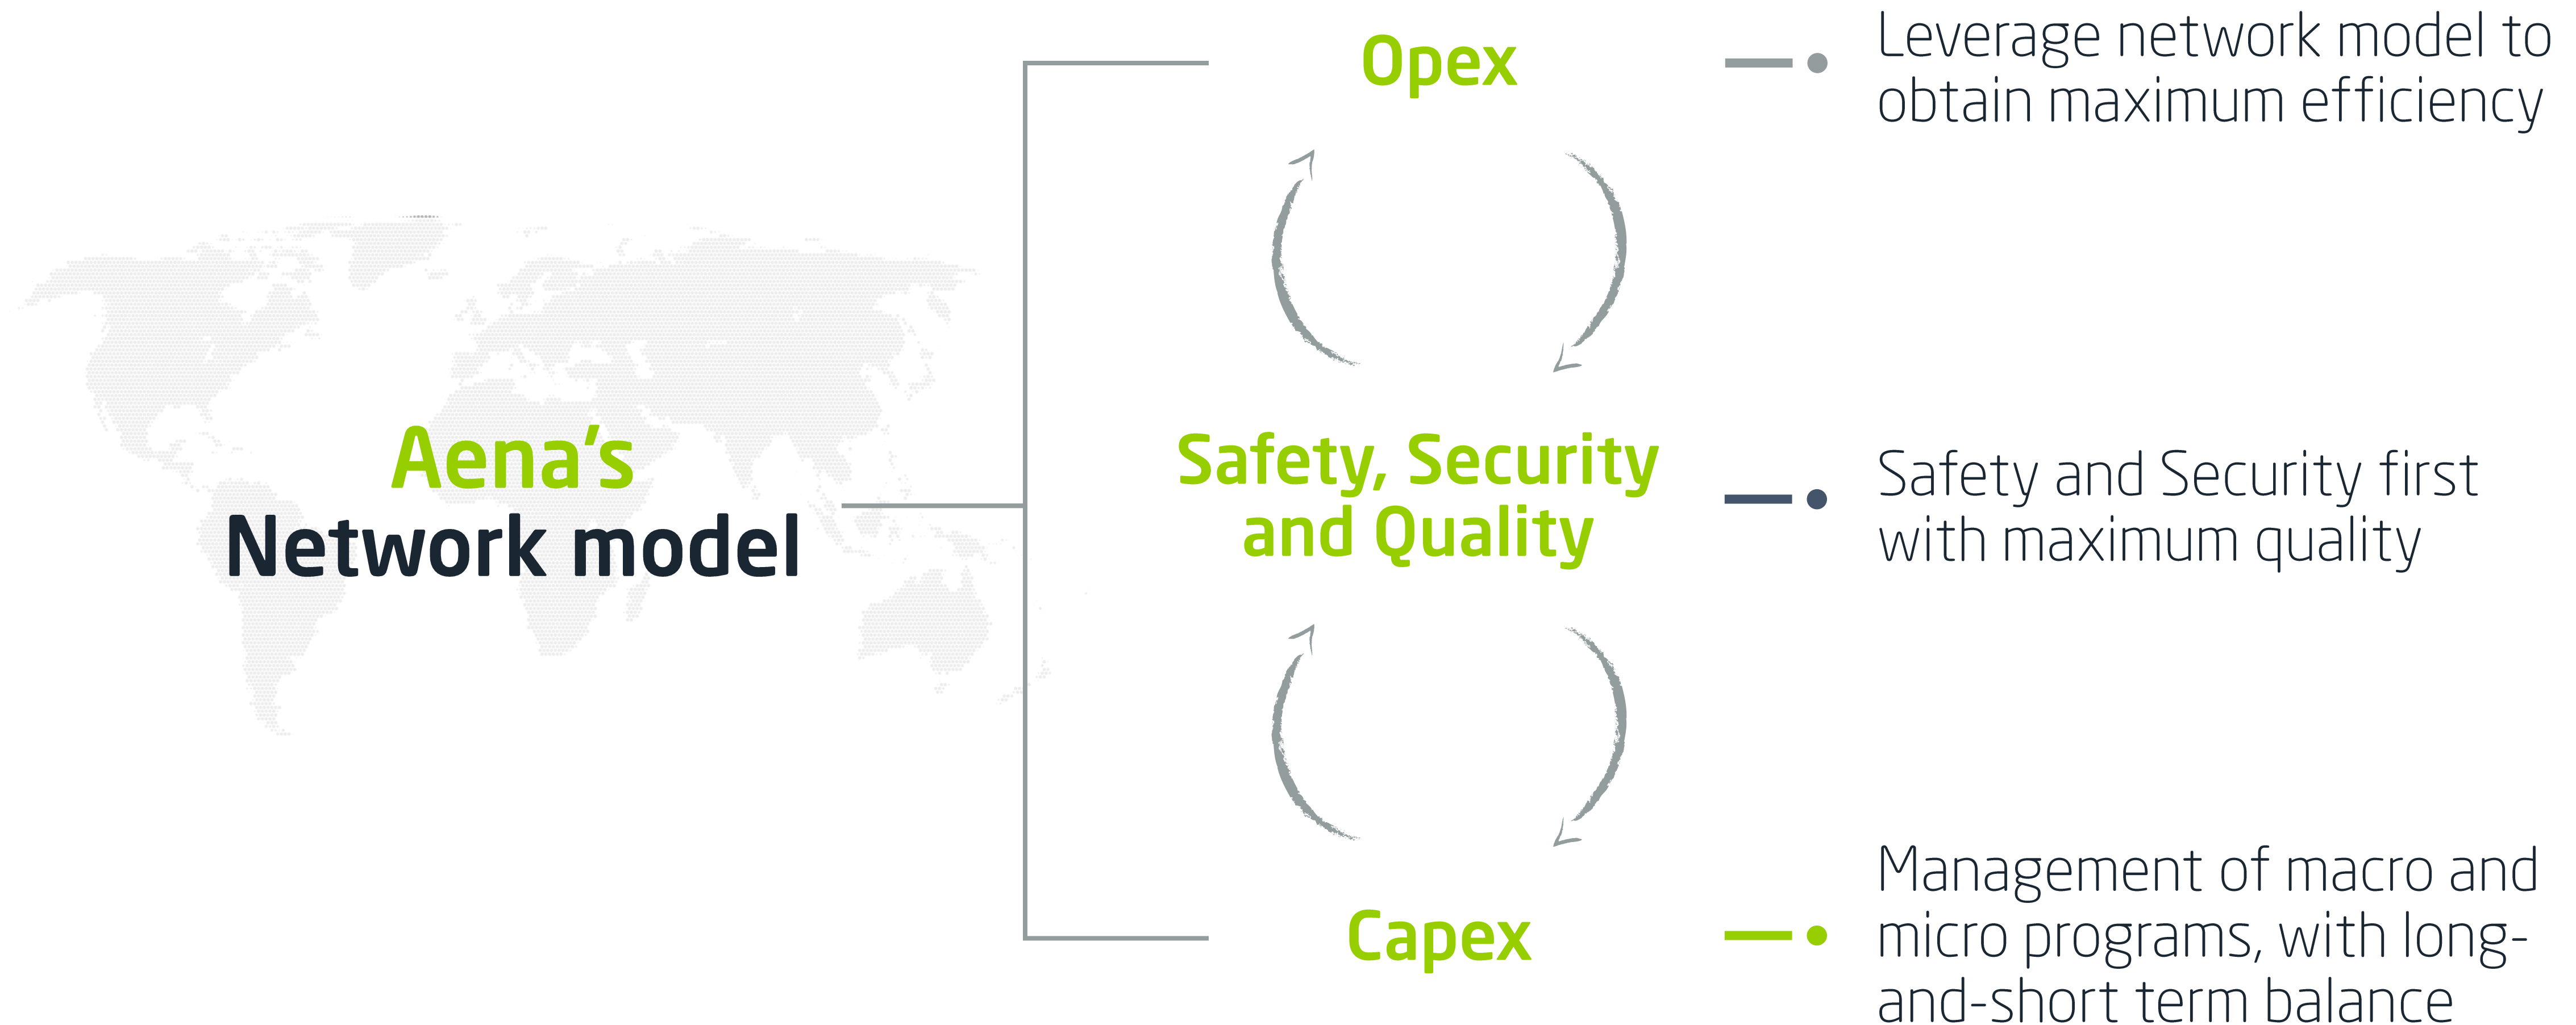 Aena’s
Network model
Opex
Leverage network model to
obtain maximum efficiency
Safety, Security
and Quality
Safety and Security first
with maximum quality
Capex
Management of macro and
micro programs, with long-
and-short term balance